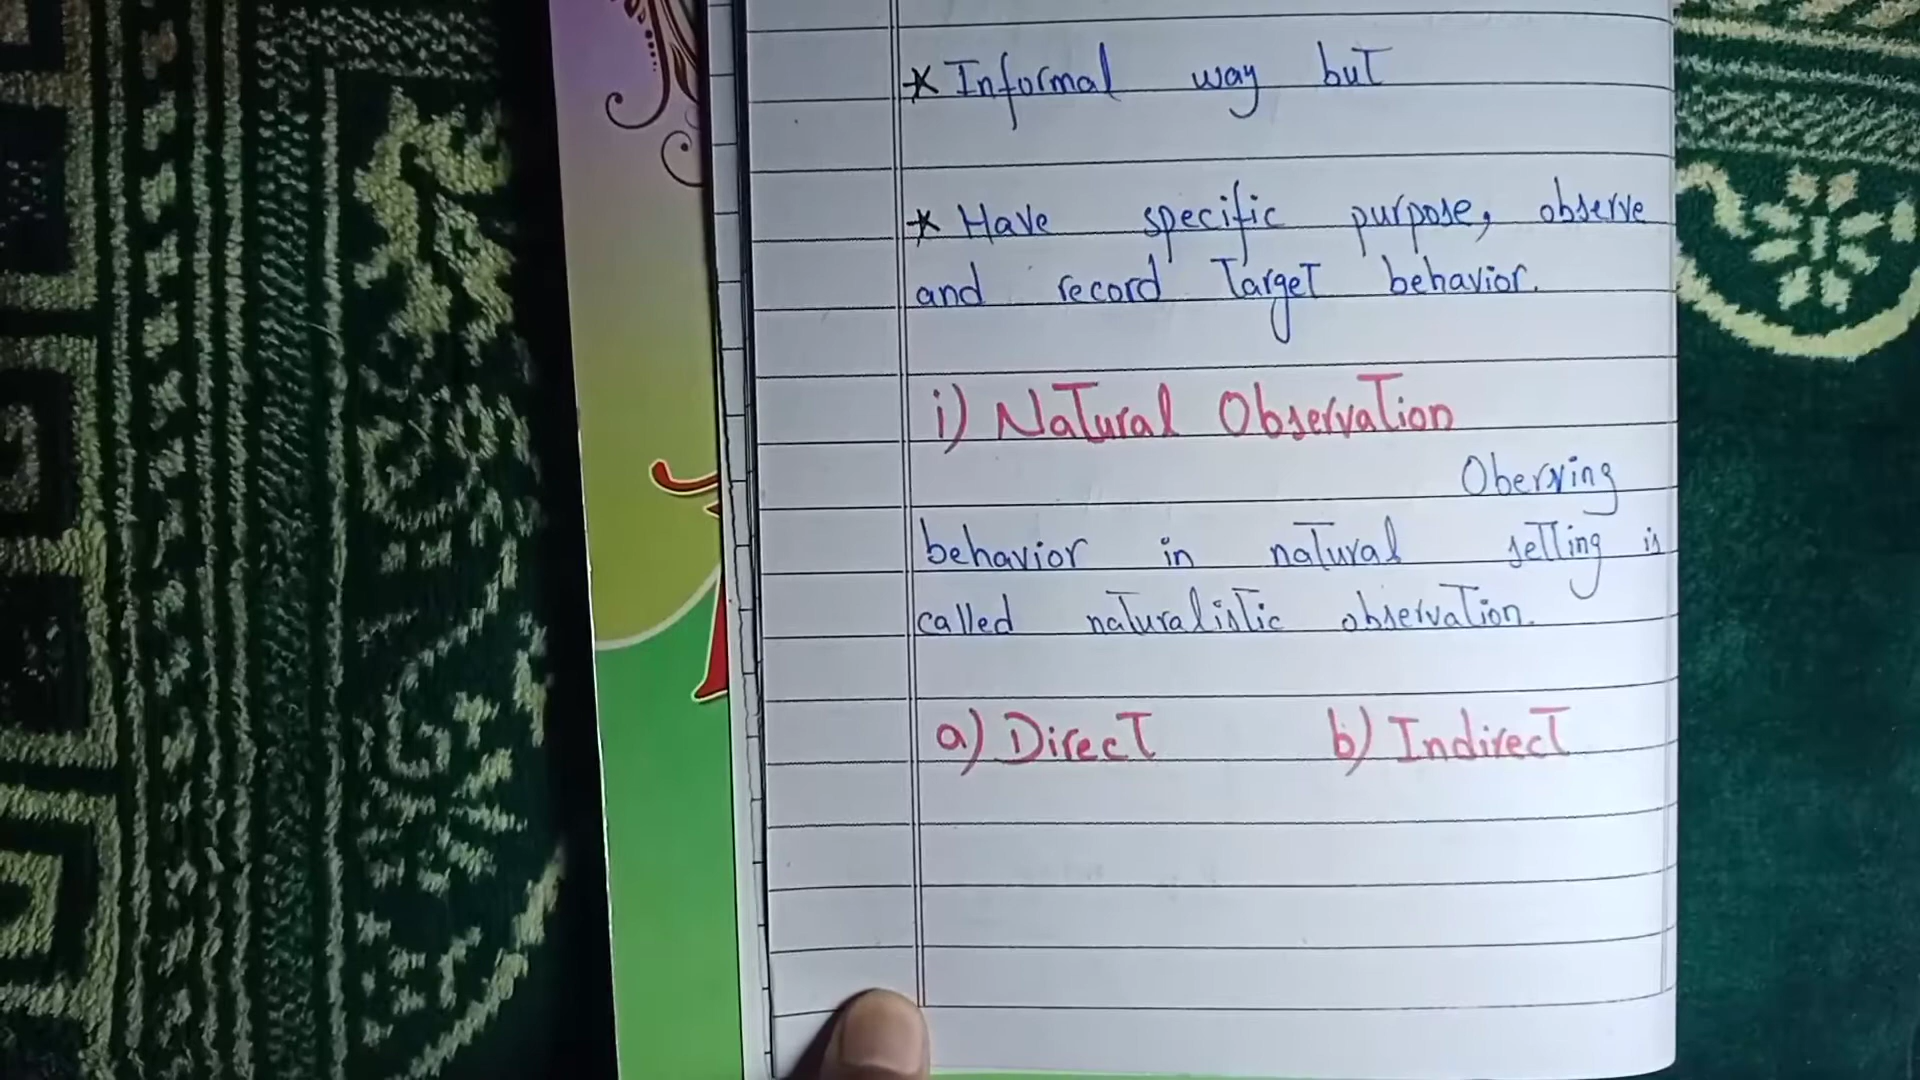 * Informal way but
* Have specific purpose, observe
and record Target behavior.
i) Natural Observation
Oberving
behavior in natural setting is
called naturalistic observation.
a) Direct b) Indirect